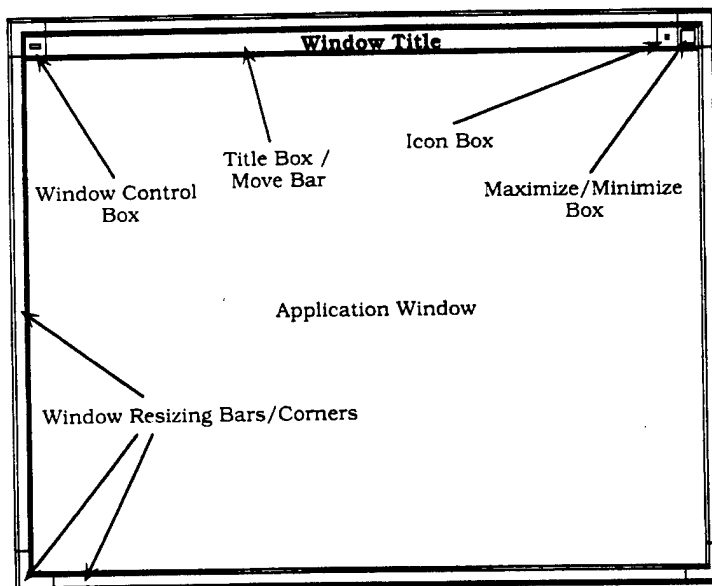 Window Title
Icon Box
Title Box /
Move Bar
Window Control
Box
Maximize/Minimize
Box
Application Window
Window Resizing Bars/Corners